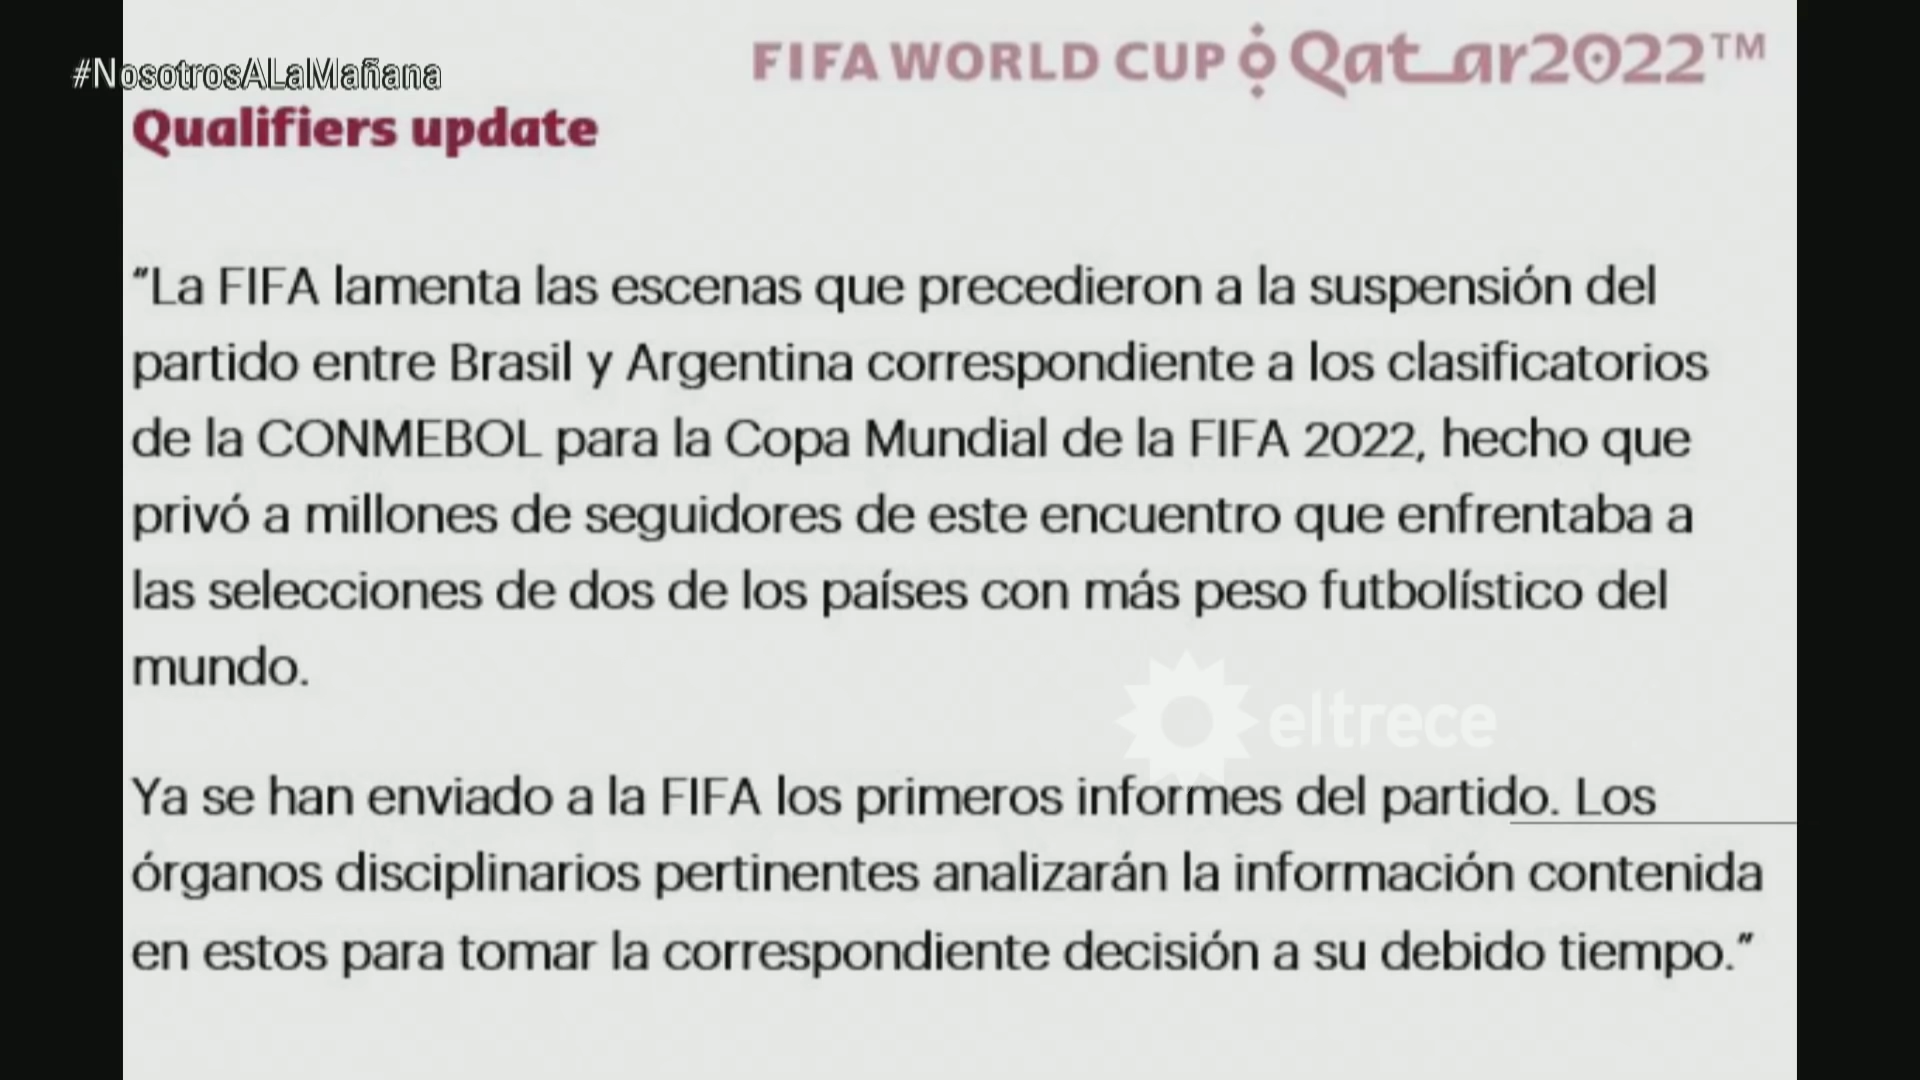 #NosotrosALaMañana
FIFA WORLD CUP Qatar2022™
Qualifiers update
“La FIFA lamenta las escenas que precedieron a la suspensión del
partido entre Brasil y Argentina correspondiente a los clasificatorios
de la CONMEBOL para la Copa Mundial de la FIFA 2022, hecho que
privó a millones de seguidores de este encuentro que enfrentaba a
las selecciones de dos de los países con más peso futbolístico del
mundo.
eltrece
Ya se han enviado a la FIFA los primeros informes del partido. Los
órganos disciplinarios pertinentes analizarán la información contenida
en estos para tomar la correspondiente decisión a su debido tiempo.”